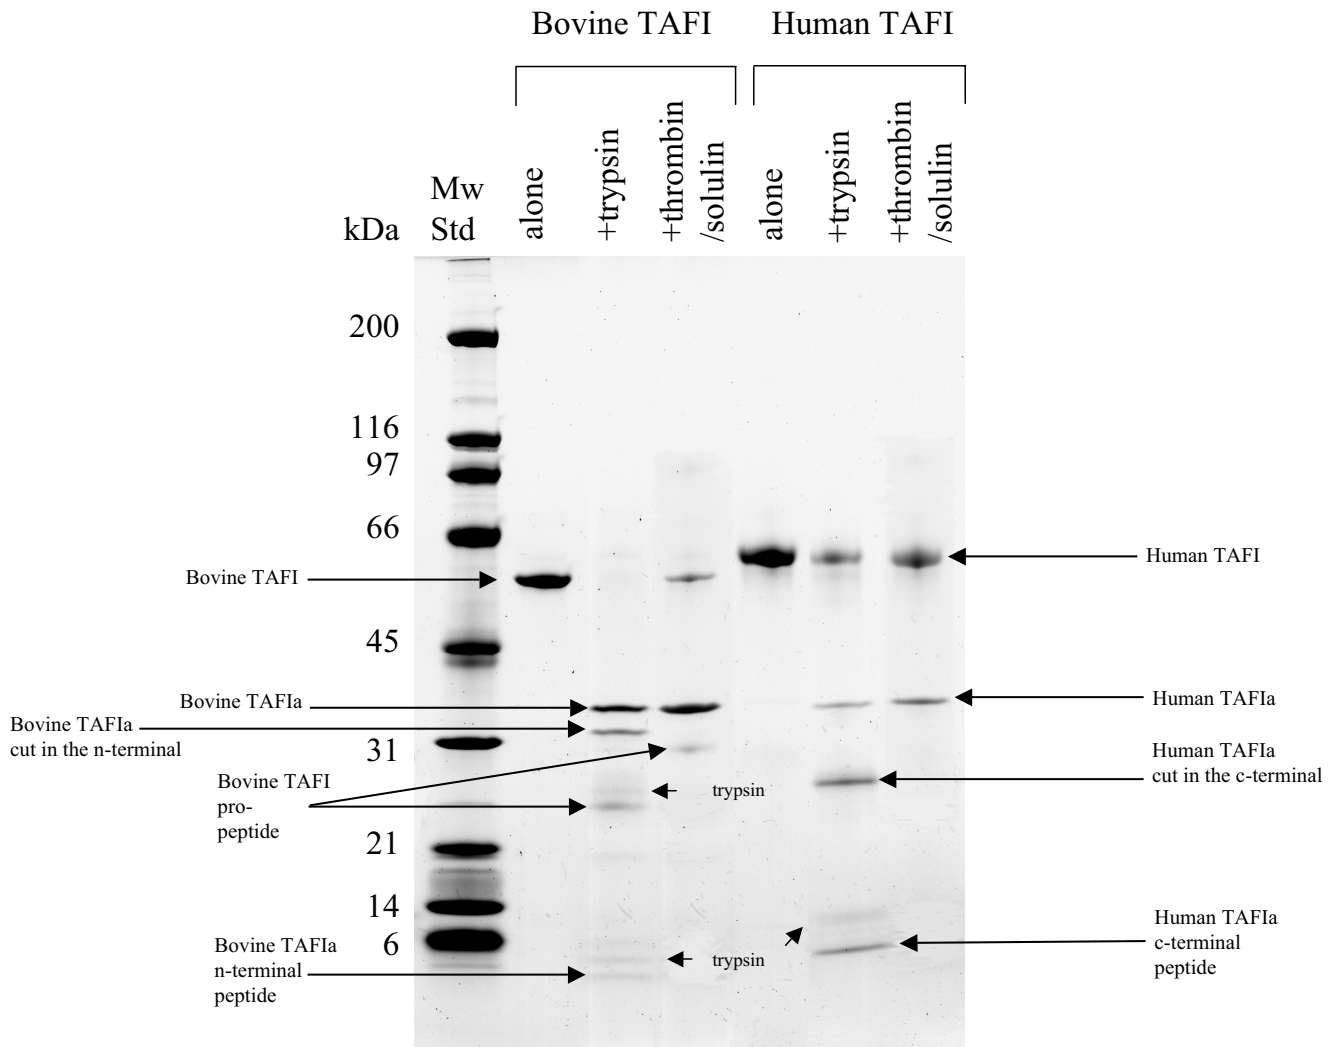 Bovine TAFI
Human TAFI
kDa
Mw
Std
alone
+trypsin
+thrombin
/solulin
alone
+trypsin
+thrombin
/solulin
200
116
97
66
45
31
21
14
6
Bovine TAFI
Bovine TAFIa
Bovine TAFIa
cut in the n-terminal
Bovine TAFI
pro-
peptide
Bovine TAFIa
n-terminal
peptide
trypsin
trypsin
Human TAFI
Human TAFIa
Human TAFIa
cut in the c-terminal
Human TAFIa
c-terminal
peptide